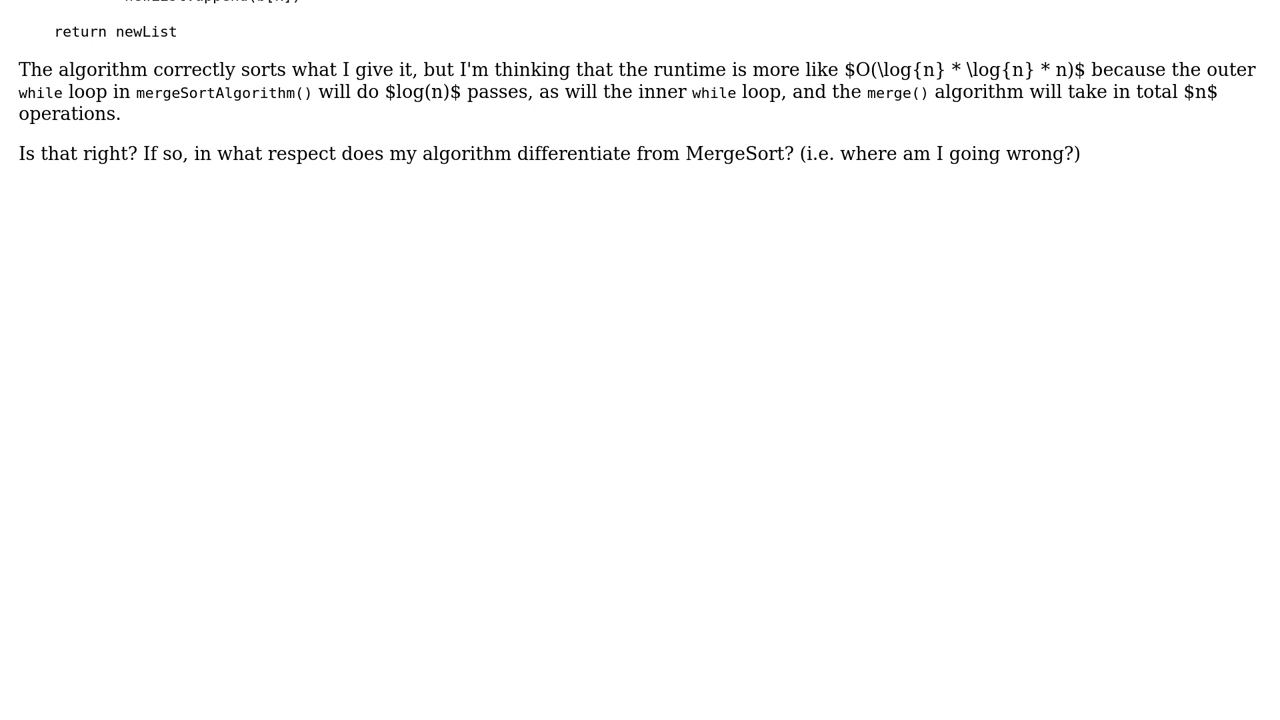 return newList
The algorithm correctly sorts what I give it, but I'm thinking that the runtime is more like $O(\log{n} * \log{n} * n)$ because the outer
while loop in mergeSortAlgorithm() will do $log(n)$ passes, as will the inner while loop, and the merge() algorithm will take in total $n$
operations.
Is that right? If so, in what respect does my algorithm differentiate from MergeSort? (i.e. where am I going wrong?)